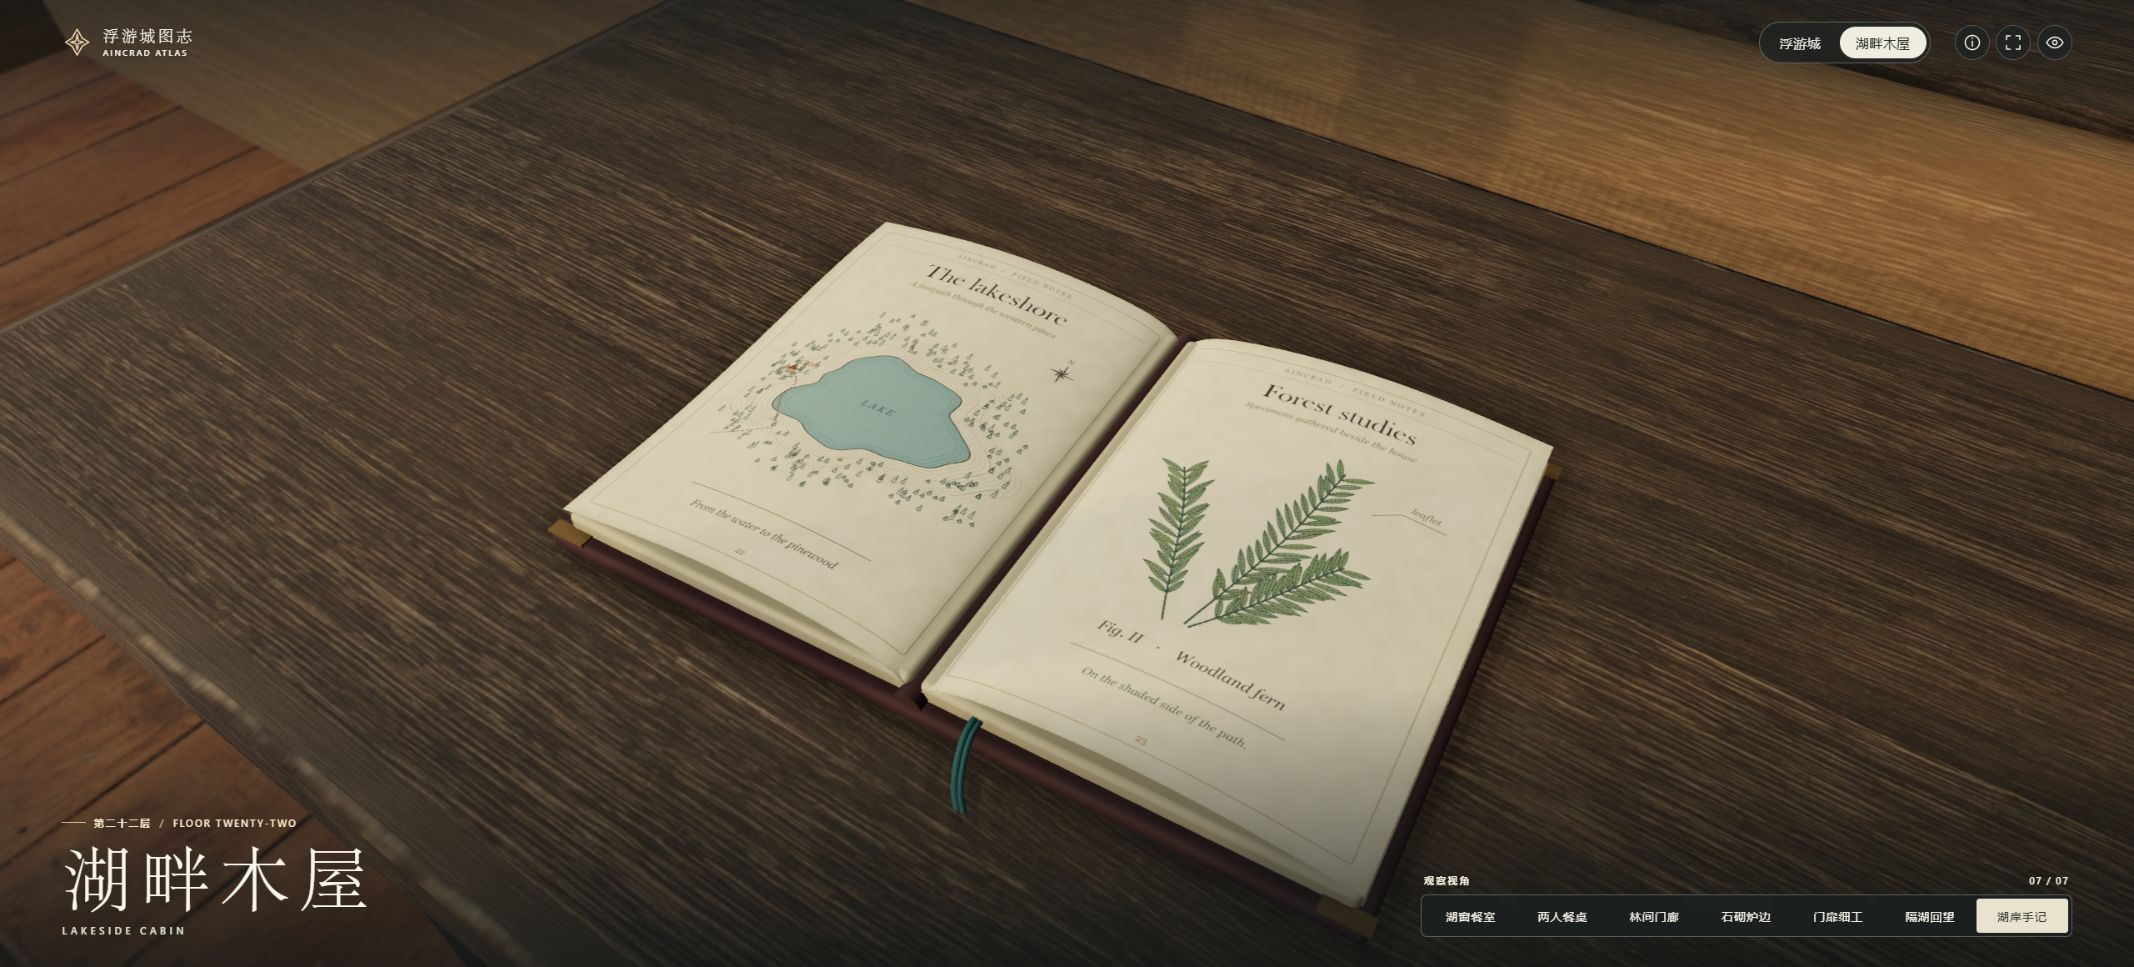 浮游城图志
AINCRAD ATLAS
浮游城
湖畔木屋
AINCRAD / FIELD NOTES
The lakeshore
A footpath through the western pines
N
LAKE
From the water to the pinewood
22
AINCRAD / FIELD NOTES
Forest studies
Specimens gathered beside the house
leaflet
Fig. II · Woodland fern
On the shaded side of the path.
23
第二十二层 / FLOOR TWENTY-TWO
湖畔木屋
LAKESIDE CABIN
观察视角
07 / 07
湖窗餐室
两人餐桌
林间门廊
石砌炉边
门扉细工
隔湖回望
湖岸手记